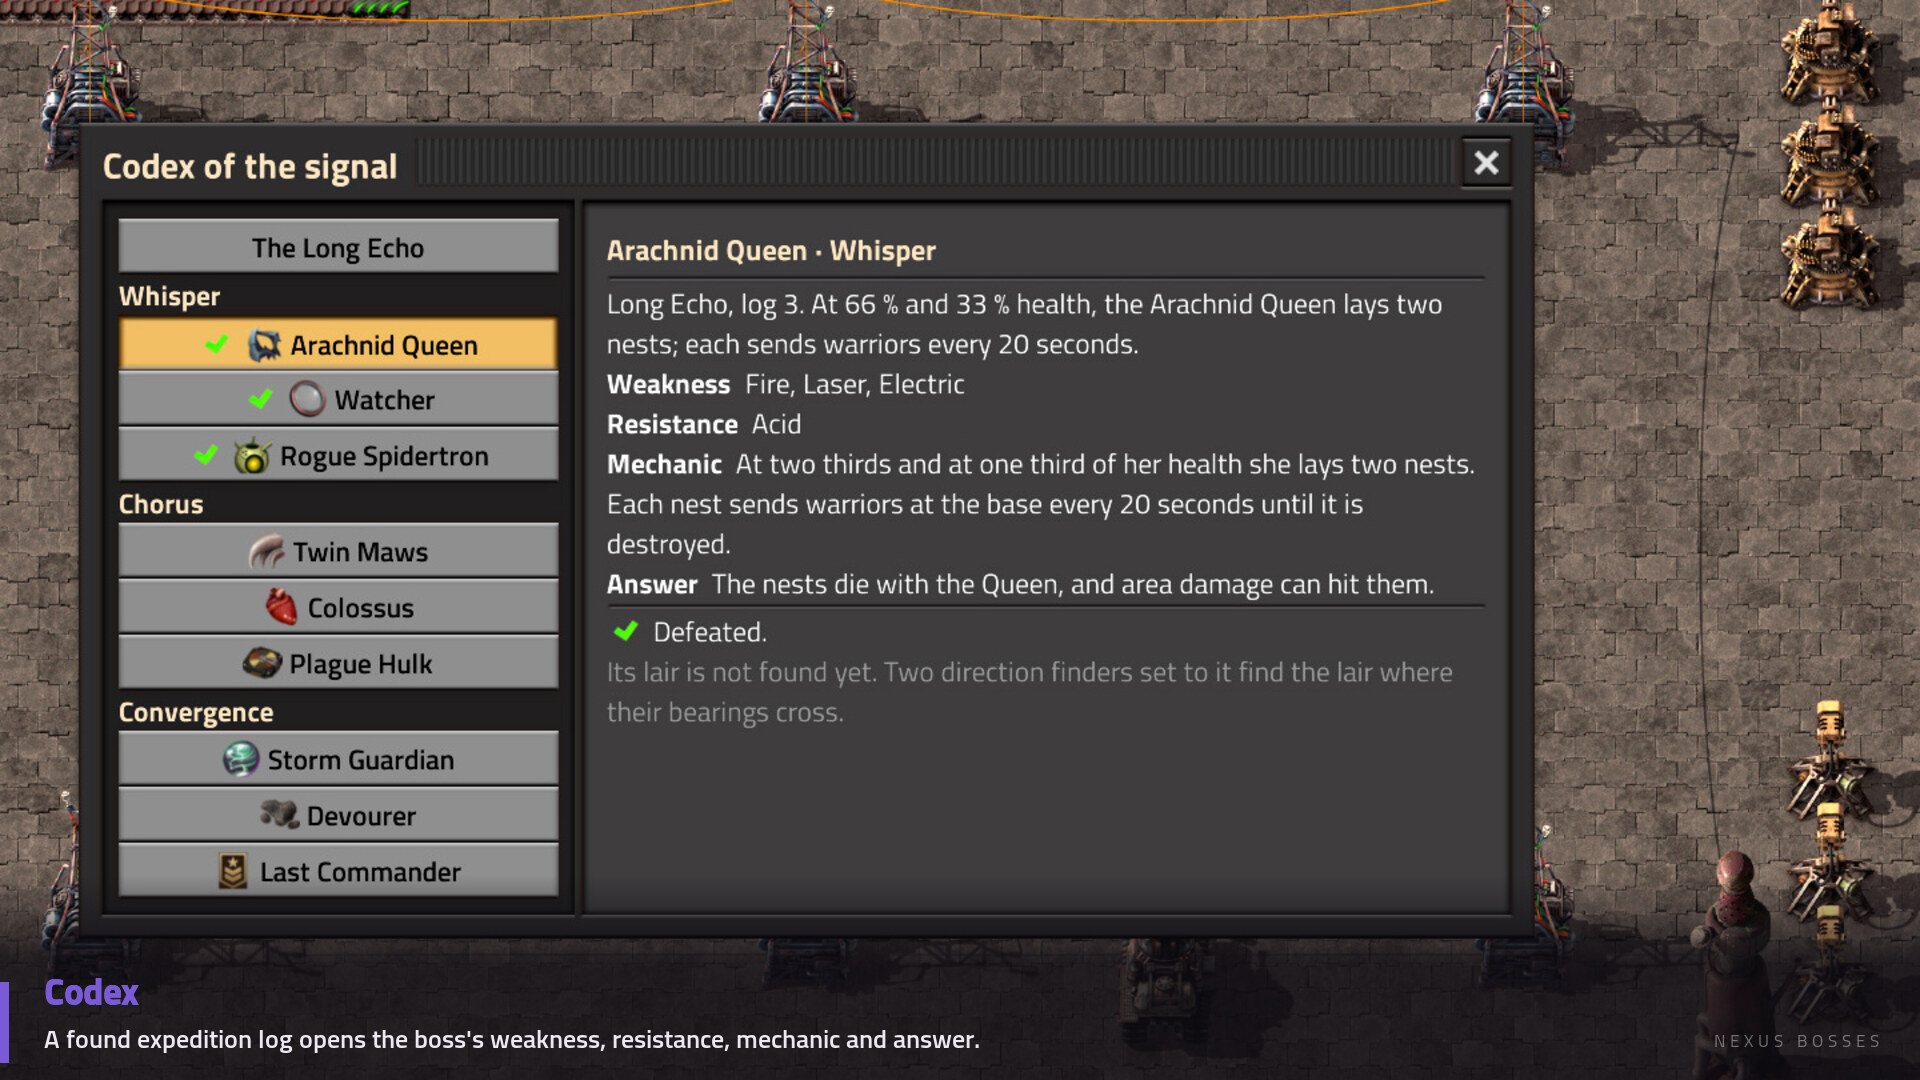 Codex of the signal
The Long Echo
Whisper
Arachnid Queen
Watcher
Rogue Spidertron
Chorus
Twin Maws
Colossus
Plague Hulk
Convergence
Storm Guardian
Devourer
Last Commander
Arachnid Queen · Whisper
Long Echo, log 3. At 66 % and 33 % health, the Arachnid Queen lays two
nests; each sends warriors every 20 seconds.
Weakness Fire, Laser, Electric
Resistance Acid
Mechanic At two thirds and at one third of her health she lays two nests.
Each nest sends warriors at the base every 20 seconds until it is
destroyed.
Answer The nests die with the Queen, and area damage can hit them.
Defeated.
Its lair is not found yet. Two direction finders set to it find the lair where
their bearings cross.
Codex
A found expedition log opens the boss's weakness, resistance, mechanic and answer.
NEXUS BOSSES